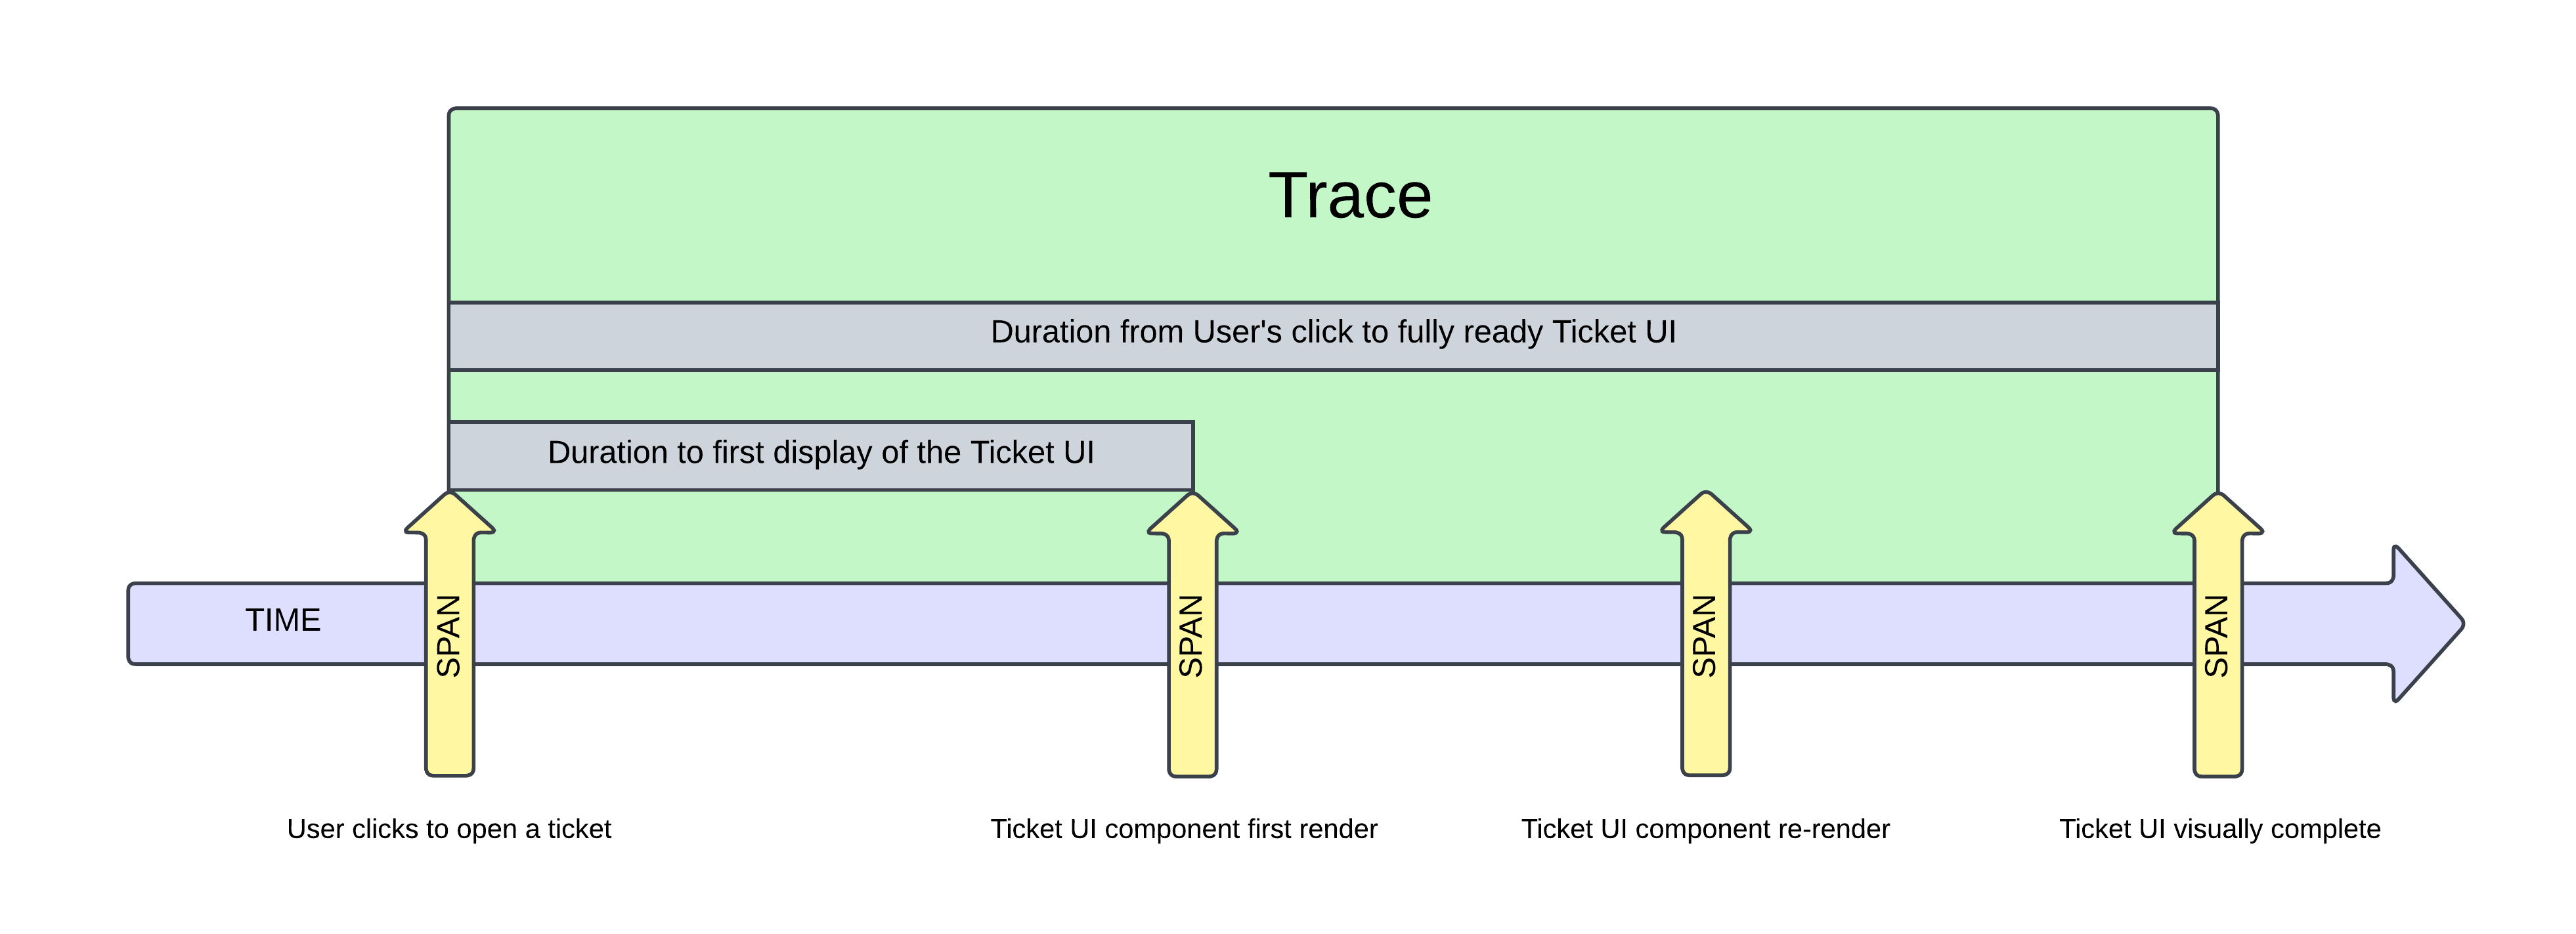 Trace
Duration from User's click to fully ready Ticket UI
Duration to first display of the Ticket UI
TIME
SPAN
SPAN
SPAN
SPAN
User clicks to open a ticket
Ticket UI component first render
Ticket UI component re-render
Ticket UI visually complete